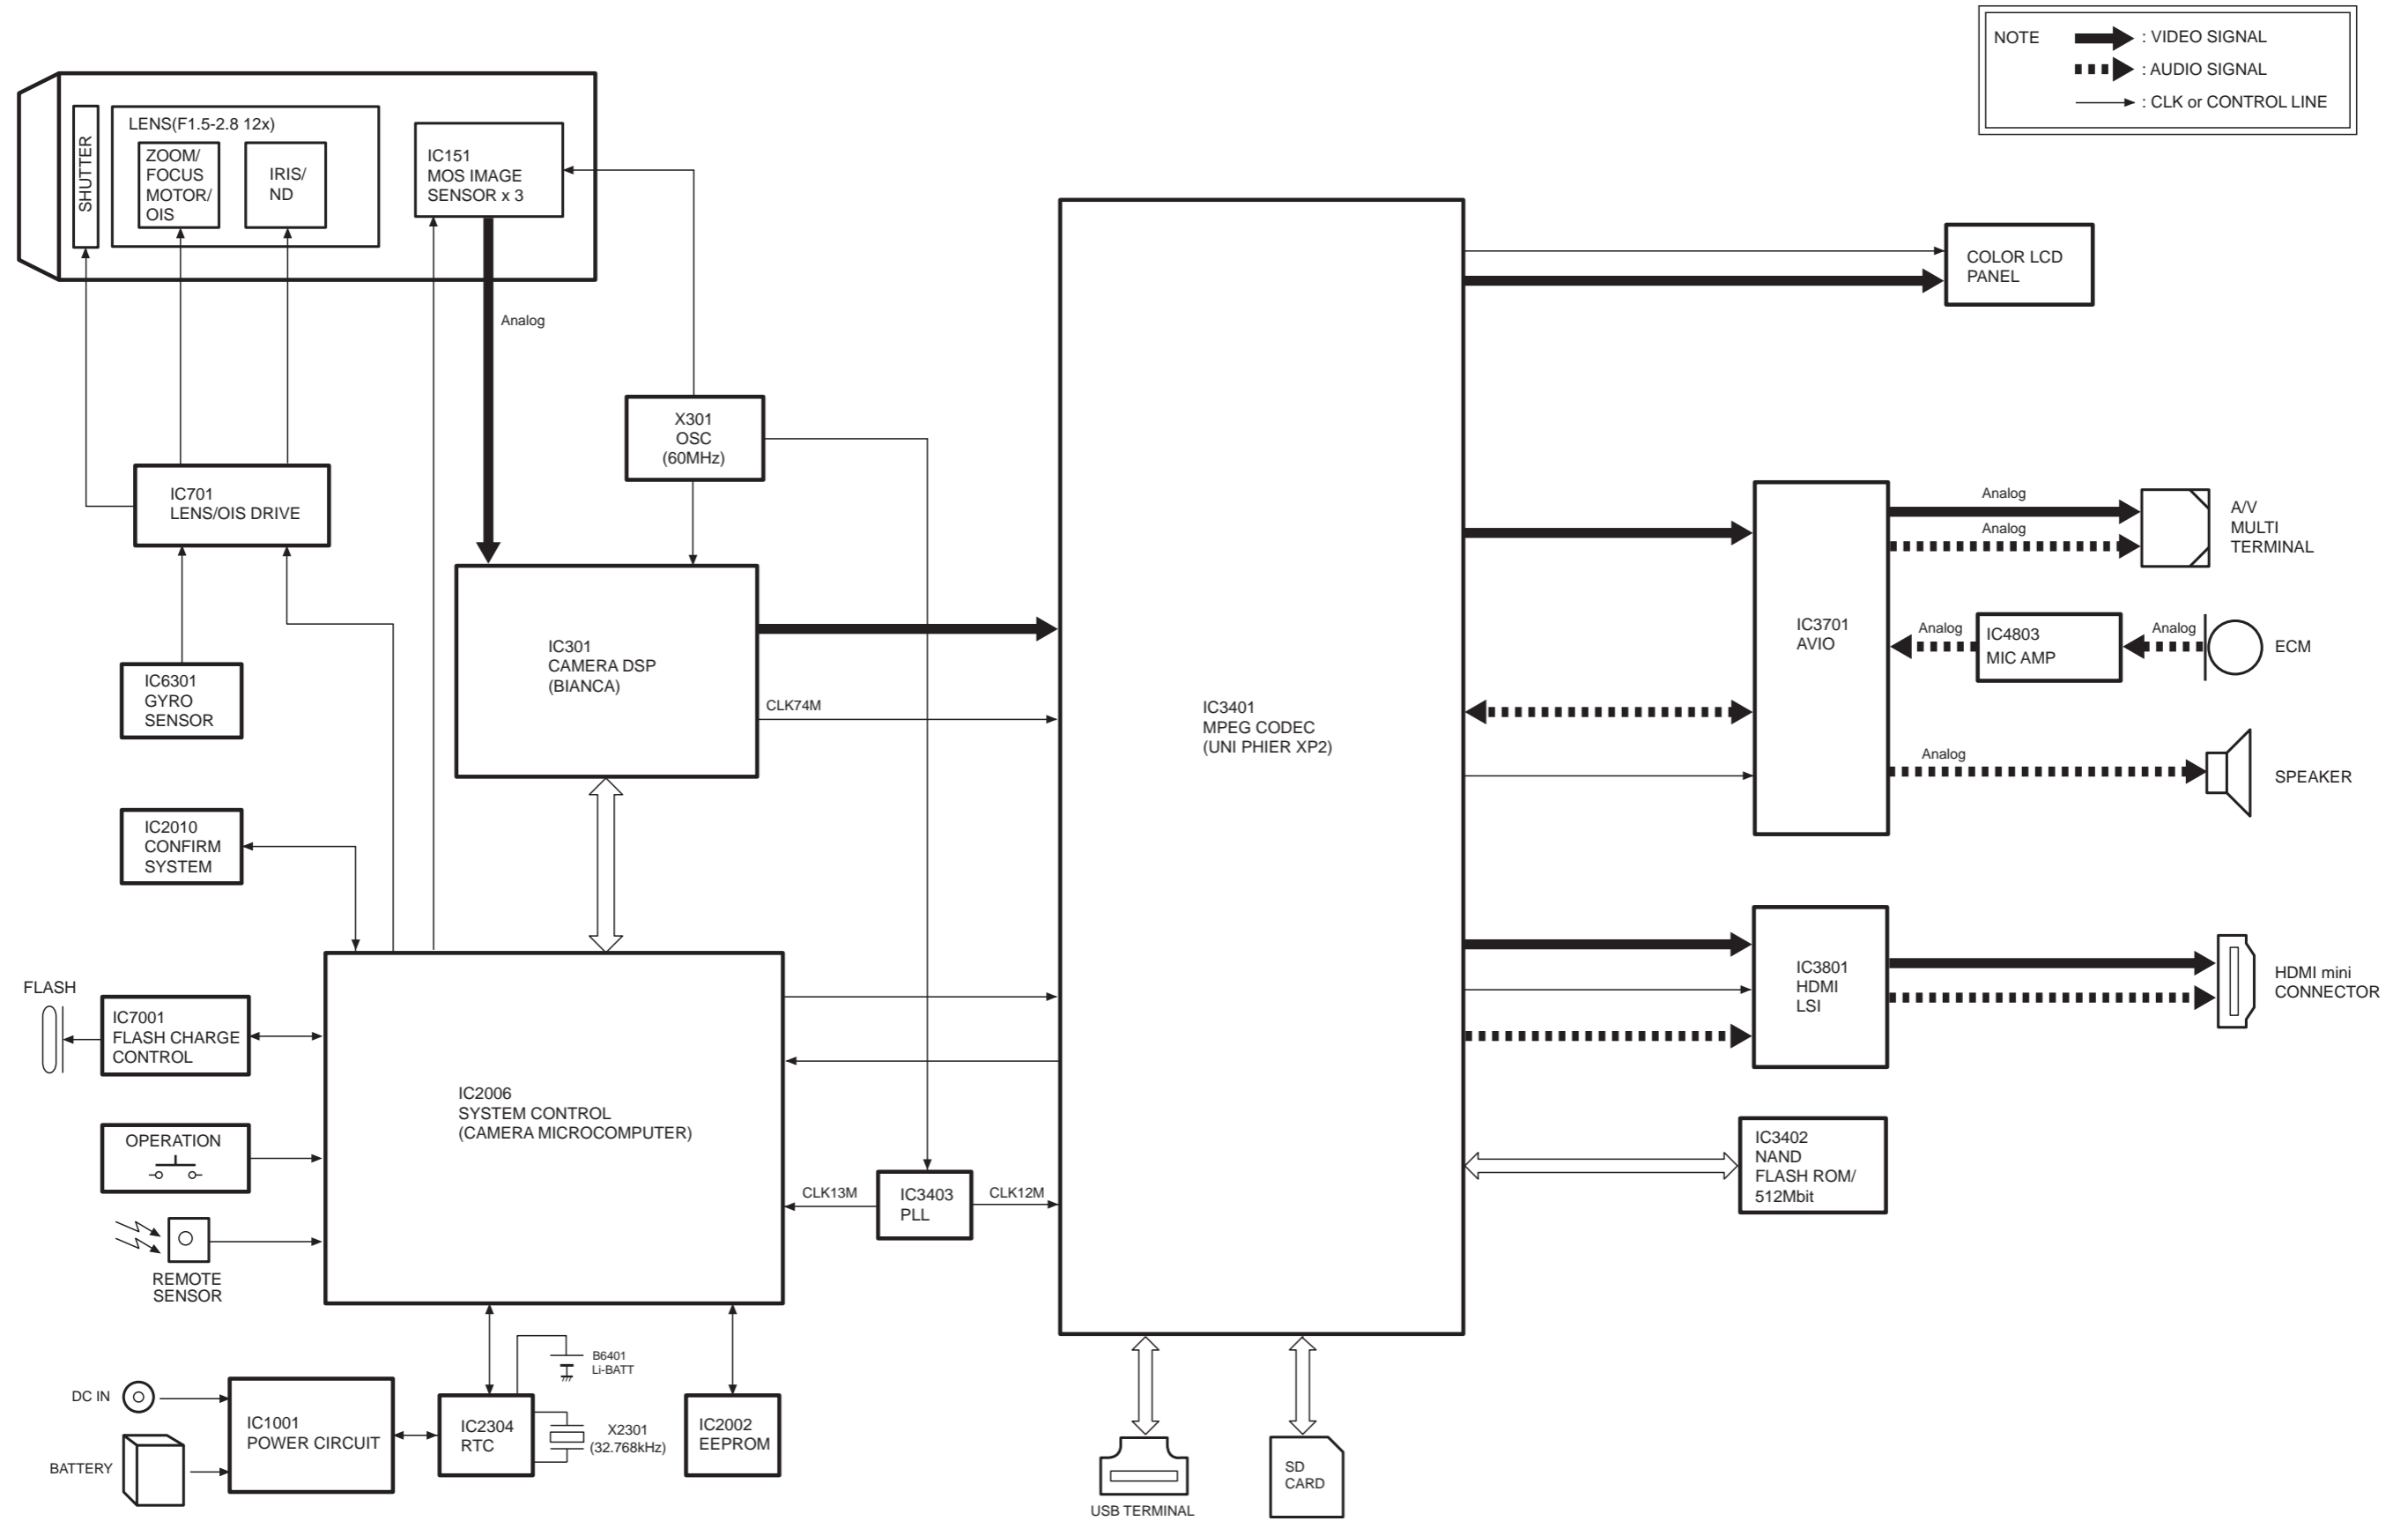 NOTE
: VIDEO SIGNAL
: AUDIO SIGNAL
: CLK or CONTROL LINE
SHUTTER
LENS(F1.5-2.8 12x)
ZOOM/
FOCUS
MOTOR/
OIS
IRIS/
ND
IC151
MOS IMAGE
SENSOR x 3
Analog
X301
OSC
(60MHz)
IC701
LENS/OIS DRIVE
IC6301
GYRO
SENSOR
IC301
CAMERA DSP
(BIANCA)
CLK74M
IC2010
CONFIRM
SYSTEM
FLASH
IC7001
FLASH CHARGE
CONTROL
OPERATION
REMOTE
SENSOR
IC2006
SYSTEM CONTROL
(CAMERA MICROCOMPUTER)
CLK13M
IC3403
PLL
CLK12M
B6401
Li-BATT
DC IN
BATTERY
IC1001
POWER CIRCUIT
IC2304
RTC
X2301
(32.768kHz)
IC2002
EEPROM
IC3401
MPEG CODEC
(UNI PHIER XP2)
USB TERMINAL
SD
CARD
COLOR LCD
PANEL
IC3701
AVIO
Analog
Analog
A/V
MULTI
TERMINAL
Analog
IC4803
MIC AMP
Analog
ECM
Analog
SPEAKER
IC3801
HDMI
LSI
HDMI mini
CONNECTOR
IC3402
NAND
FLASH ROM/
512Mbit